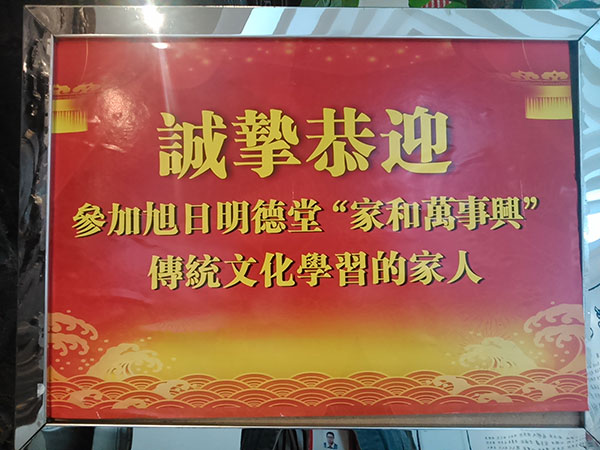 誠摯恭迎
參加旭日明德堂“家和萬事興”
傳統文化學習的家人